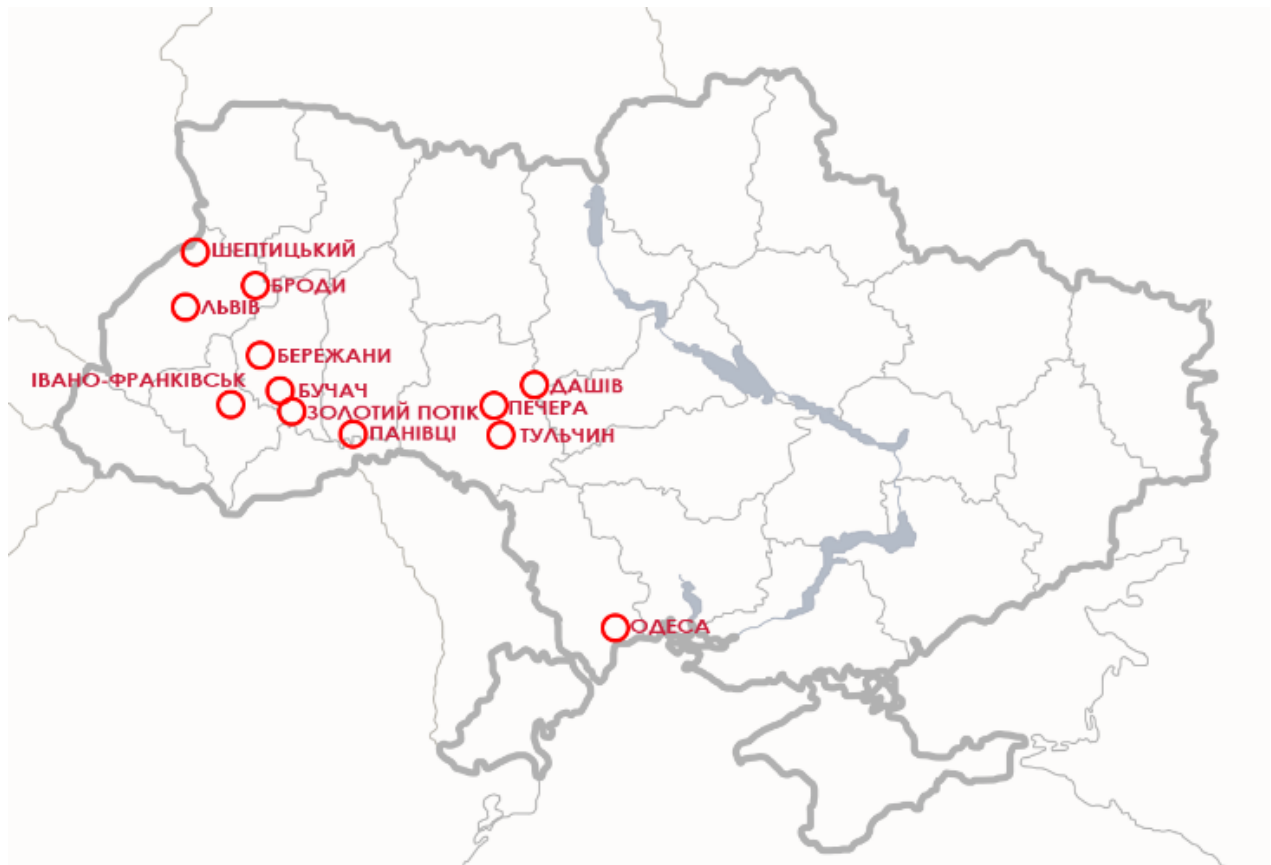 ШЕПТИЦЬКИЙ
БРОДИ
ЛЬВІВ
БЕРЕЖАНИ
ІВАНО-ФРАНКІВСЬК
БУЧАЧ
ДАШІВ
ЗОЛОТИЙ ПОТІК
ПЕЧЕРА
ПАНІВЦІ
ТУЛЬЧИН
ОДЕСА